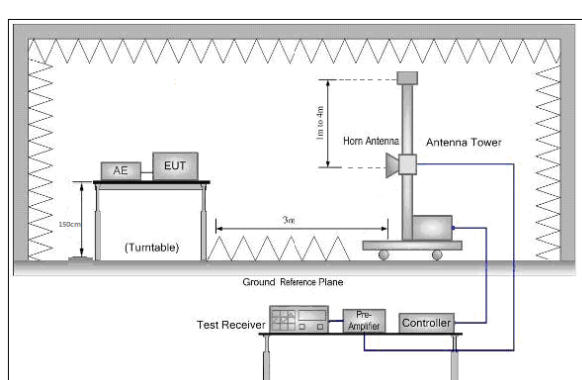 1m to 4m
Horn Antenna
Antenna Tower
AE
EUT
150cm
(Turntable)
3m
Ground Reference Plane
Test Receiver
Pre-
Amplifier
Controller